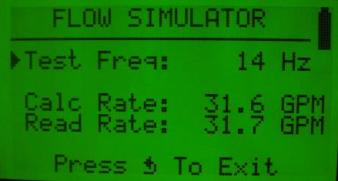 FLOW SIMULATOR
Test Freq: 14 Hz
Calc Rate: 31.6 GPM
Read Rate: 31.7 GPM
Press ↰ To Exit